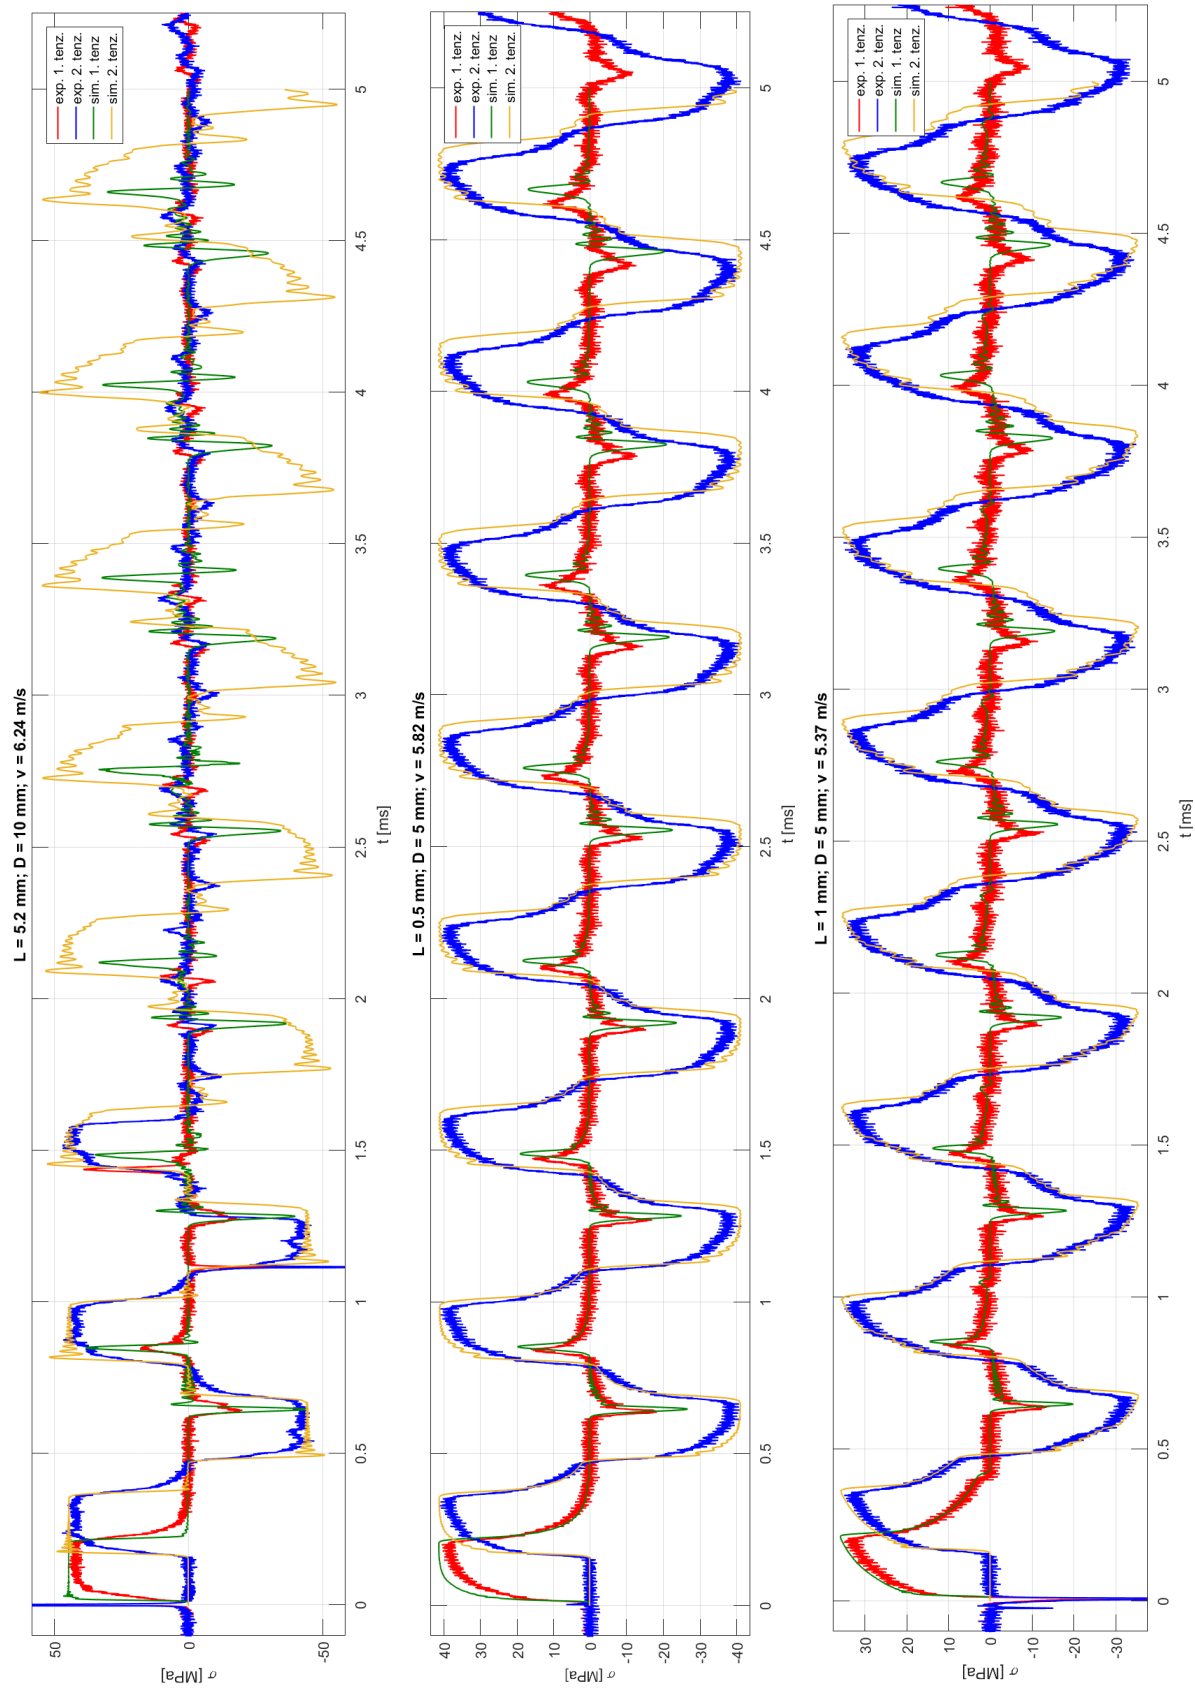 L = 5.2 mm; D = 10 mm; v = 6.24 m/s
exp. 1. tenz.
exp. 2. tenz.
sim. 1. tenz
sim. 2. tenz.
σ [MPa]
50
0
-50
0
0.5
1
1.5
2
2.5
3
3.5
4
4.5
5
t [ms]
L = 0.5 mm; D = 5 mm; v = 5.82 m/s
exp. 1. tenz.
exp. 2. tenz.
sim. 1. tenz
sim. 2. tenz.
σ [MPa]
40
30
20
10
0
-10
-20
-30
-40
0
0.5
1
1.5
2
2.5
3
3.5
4
4.5
5
t [ms]
L = 1 mm; D = 5 mm; v = 5.37 m/s
exp. 1. tenz.
exp. 2. tenz.
sim. 1. tenz.
sim. 2. tenz.
σ [MPa]
30
20
10
0
-10
-20
-30
0
0.5
1
1.5
2
2.5
3
3.5
4
4.5
5
t [ms]